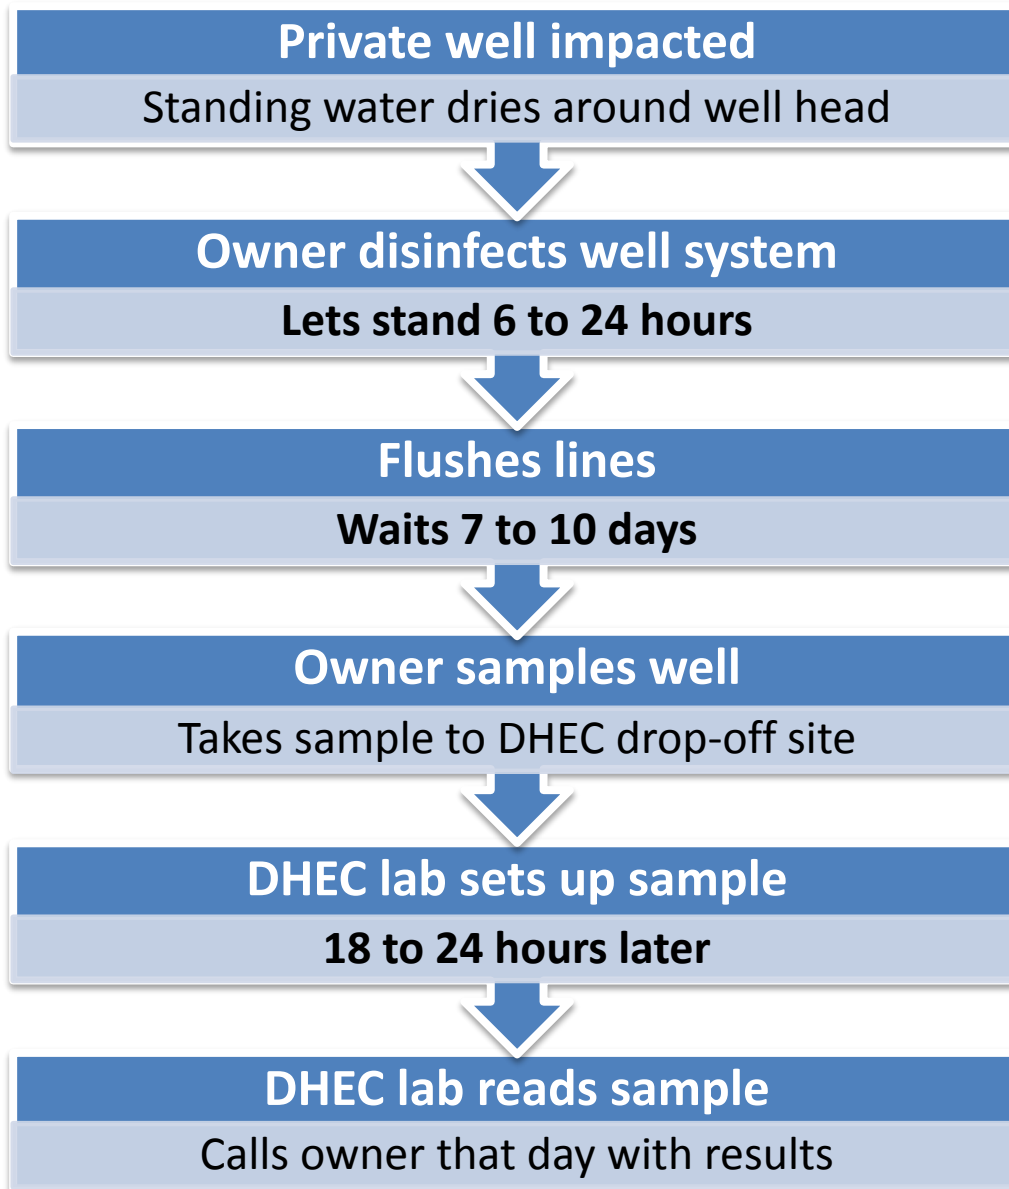 Private well impacted
Standing water dries around well head
Owner disinfects well system
Lets stand 6 to 24 hours
Flushes lines
Waits 7 to 10 days
Owner samples well
Takes sample to DHEC drop-off site
DHEC lab sets up sample
18 to 24 hours later
DHEC lab reads sample
Calls owner that day with results